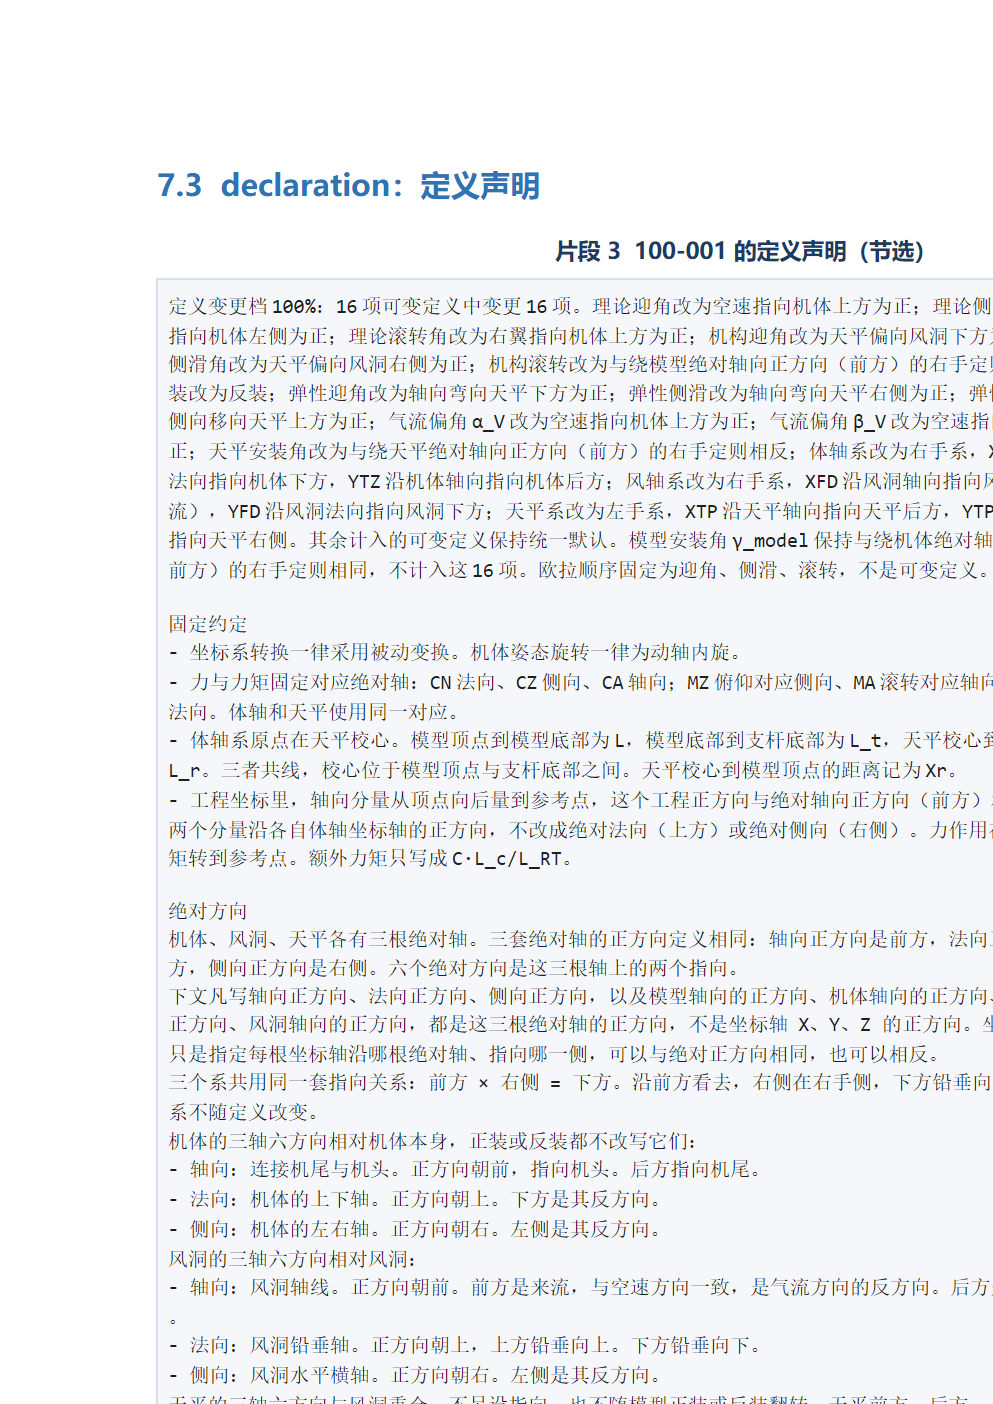 7.3 declaration：定义声明
片段 3 100-001 的定义声明（节选）
定义变更档 100%：16 项可变定义中变更 16 项。理论迎角改为空速指向机体上方为正；理论侧
指向机体左侧为正；理论滚转角改为右翼指向机体上方为正；机构迎角改为天平偏向风洞下方
侧滑角改为天平偏向风洞右侧为正；机构滚转改为与绕模型绝对轴向正方向（前方）的右手定
装改为反装；弹性迎角改为轴向弯向天平下方为正；弹性侧滑改为轴向弯向天平右侧为正；弹
侧向移向天平上方为正；气流偏角 α_V 改为空速指向机体上方为正；气流偏角 β_V 改为空速指
正；天平安装角改为与绕天平绝对轴向正方向（前方）的右手定则相反；体轴系改为右手系，
法向指向机体下方，YTZ 沿机体轴向指向机体后方；风轴系改为右手系，XFD 沿风洞轴向指向
流），YFD 沿风洞法向指向风洞下方；天平系改为左手系，XTP 沿天平轴向指向天平后方，YTP
指向天平右侧。其余计入的可变定义保持统一默认。模型安装角 γ_model 保持与绕机体绝对轴
前方）的右手定则相同，不计入这 16 项。欧拉顺序固定为迎角、侧滑、滚转，不是可变定义。
固定约定
- 坐标系转换一律采用被动变换。机体姿态旋转一律为动轴内旋。
- 力与力矩固定对应绝对轴：CN 法向、CZ 侧向、CA 轴向；MZ 俯仰对应侧向、MA 滚转对应轴向
法向。体轴和天平使用同一对应。
- 体轴系原点在天平校心。模型顶点到模型底部为 L，模型底部到支杆底部为 L_t，天平校心
L_r。三者共线，校心位于模型顶点与支杆底部之间。天平校心到模型顶点的距离记为 Xr。
- 工程坐标里，轴向分量从顶点向后量到参考点，这个工程正方向与绝对轴向正方向（前方）
两个分量沿各自体轴坐标轴的正方向，不改成绝对法向（上方）或绝对侧向（右侧）。力作用
矩转到参考点。额外力矩只写成 C·L_c/L_RT。
绝对方向
机体、风洞、天平各有三根绝对轴。三套绝对轴的正方向定义相同：轴向正方向是前方，法向
方，侧向正方向是右侧。六个绝对方向是这三根轴上的两个指向。
下文凡写轴向正方向、法向正方向、侧向正方向，以及模型轴向的正方向、机体轴向的正方向、
正方向、风洞轴向的正方向，都是这三根绝对轴的正方向，不是坐标轴 X、Y、Z 的正方向。
只是指定每根坐标轴沿哪根绝对轴、指向哪一侧，可以与绝对正方向相同，也可以相反。
三个系共用同一套指向关系：前方 × 右侧 = 下方。沿前方看去，右侧在右手侧，下方铅垂向
系不随定义改变。
机体的三轴六方向相对机体本身，正装或反装都不改写它们：
- 轴向：连接机尾与机头。正方向朝前，指向机头。后方指向机尾。
- 法向：机体的上下轴。正方向朝上。下方是其反方向。
- 侧向：机体的左右轴。正方向朝右。左侧是其反方向。
风洞的三轴六方向相对风洞：
- 轴向：风洞轴线。正方向朝前。前方是来流，与空速方向一致，是气流方向的反方向。后方
。
- 法向：风洞铅垂轴。正方向朝上，上方铅垂向上。下方铅垂向下。
- 侧向：风洞水平横轴。正方向朝右。左侧是其反方向。